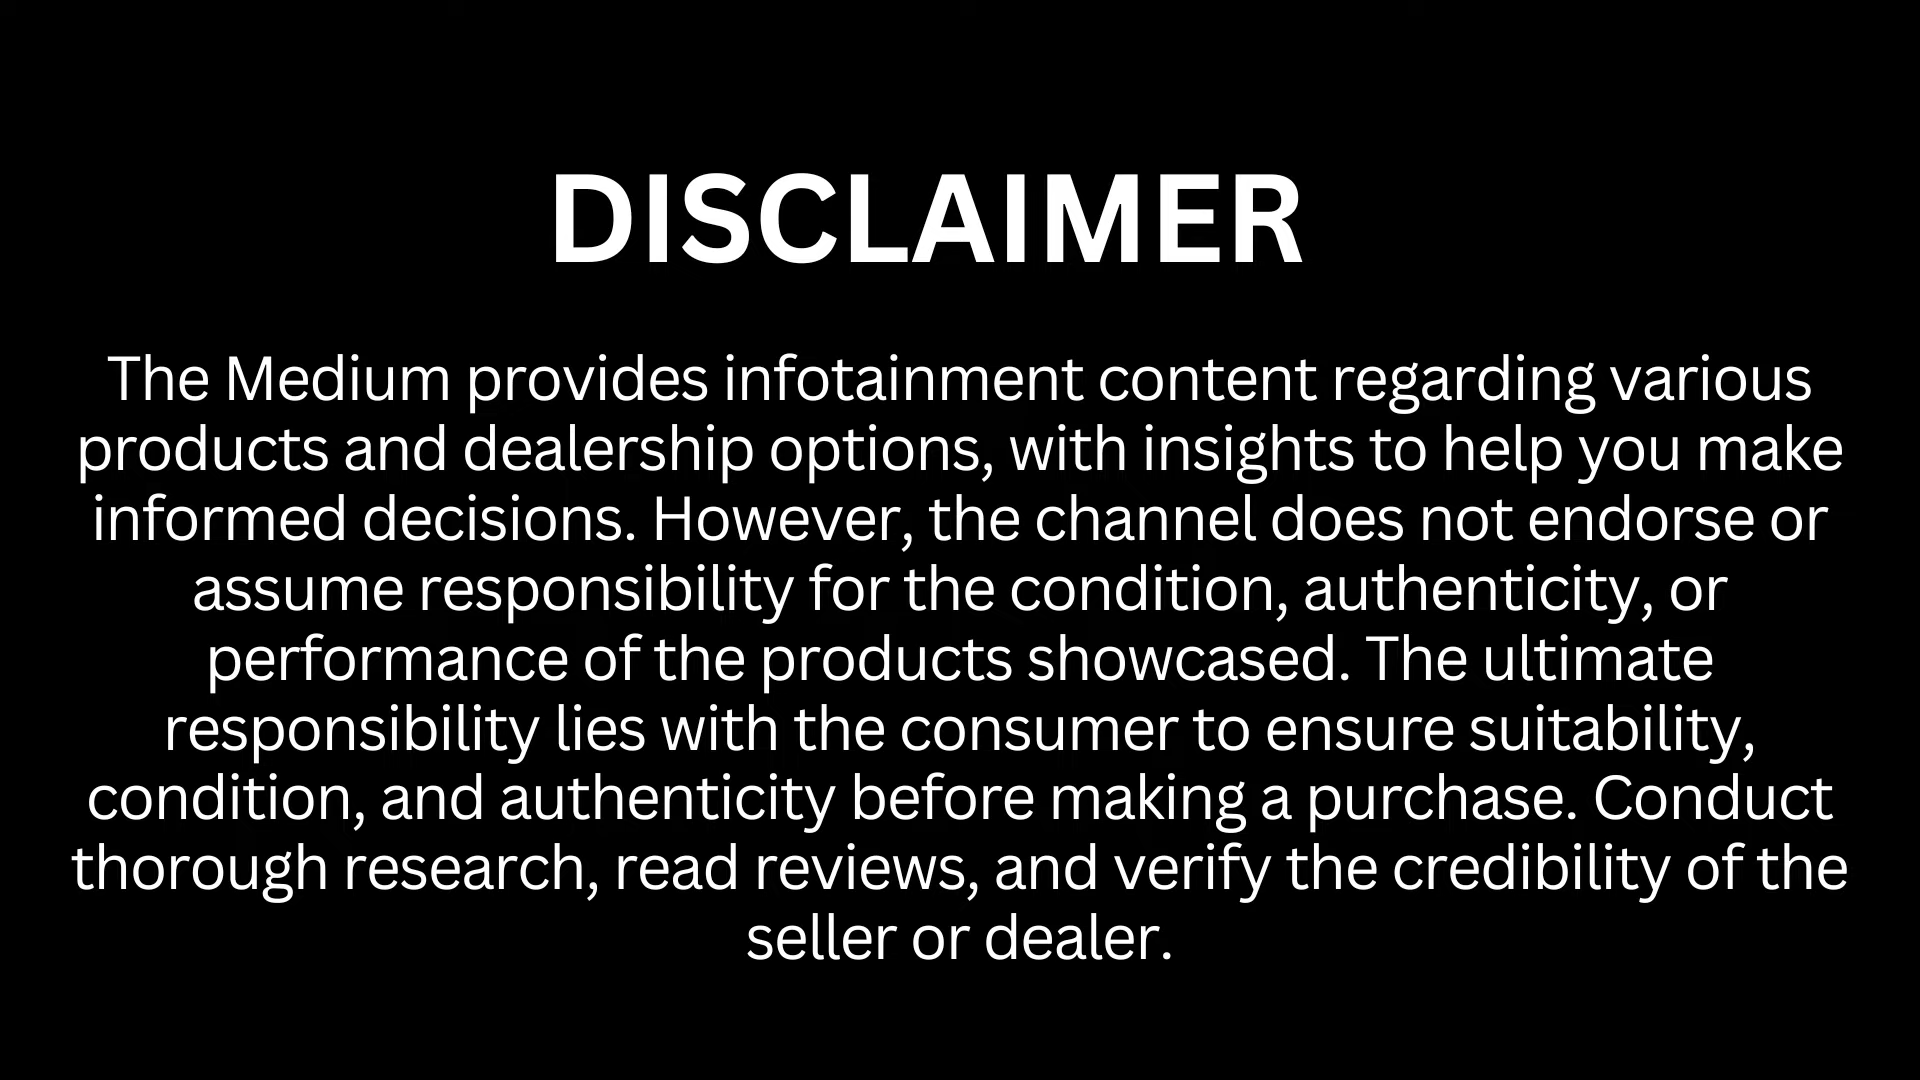 DISCLAIMER
The Medium provides infotainment content regarding various
products and dealership options, with insights to help you make
informed decisions. However, the channel does not endorse or
assume responsibility for the condition, authenticity, or
performance of the products showcased. The ultimate
responsibility lies with the consumer to ensure suitability,
condition, and authenticity before making a purchase. Conduct
thorough research, read reviews, and verify the credibility of the
seller or dealer.